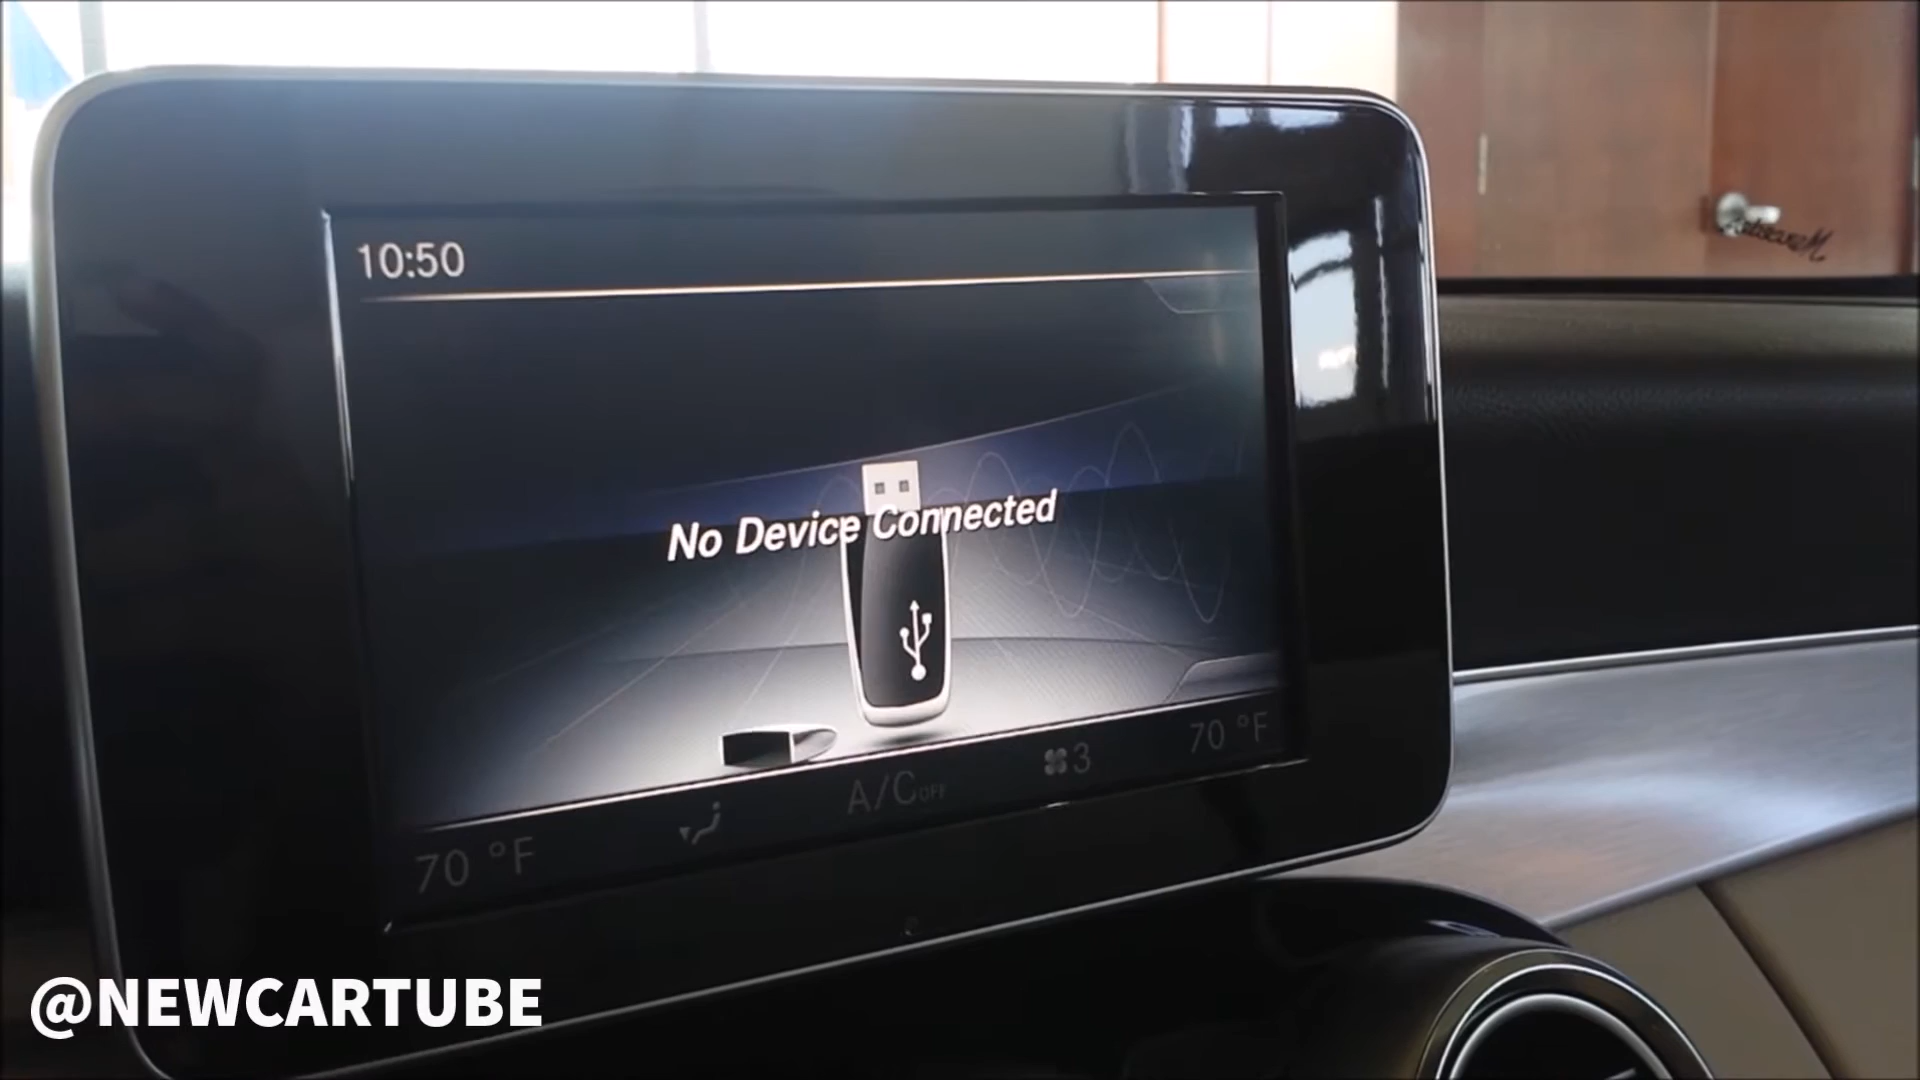 10:50
No Device Connected
70 °F
A/C OFF
3
70 °F
@NEWCARTUBE